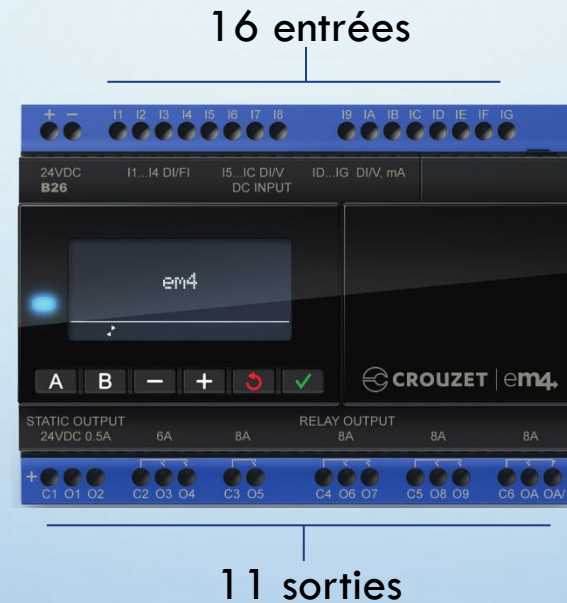 16 entrées
+ − I1 I2 I3 I4 I5 I6 I7 I8 I9 IA IB IC ID IE IF IG
24VDC I1...I4 DI/FI I5...IC DI/V ID...IG DI/V, mA
B26 DC INPUT
em4
A B − +
CROUZET | em4
STATIC OUTPUT RELAY OUTPUT
24VDC 0.5A 6A 8A 8A 8A 8A
+
C1 O1 O2 C2 O3 O4 C3 O5 C4 O6 O7 C5 O8 O9 C6 OA OA/
11 sorties